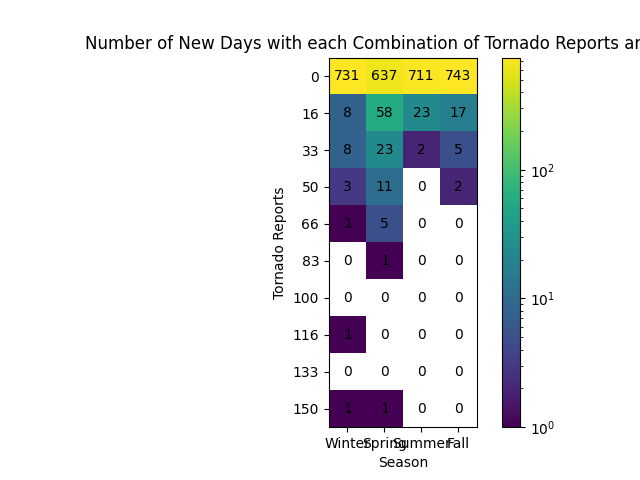 Number of New Days with each Combination of Tornado Reports
0 731 637 711 743
16 8 58 23 17
33 8 23 2 5
50 3 11 0 2
66 1 5 0 0
83 0 1 0 0
100 0 0 0 0
116 1 0 0 0
133 0 0 0 0
150 1 1 0 0
Tornado Reports
Winter Spring Summer Fall
Season
10^2
10^1
10^0